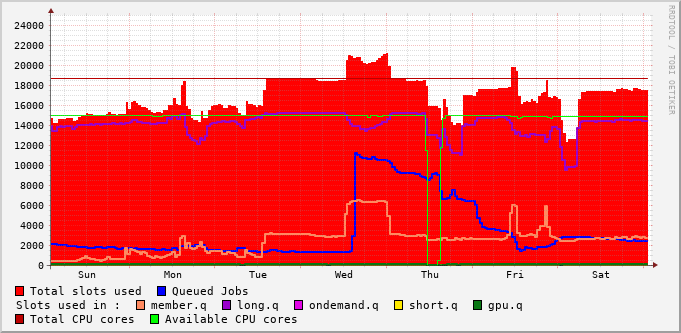 24000
22000
20000
18000
16000
14000
12000
10000
8000
6000
4000
2000
0
Sun Mon Tue Wed Thu Fri Sat
RRDTOOL / TOBI OETIKER
Total slots used Queued Jobs
Slots used in : member.q long.q ondemand.q short.q gpu.q
Total CPU cores Available CPU cores